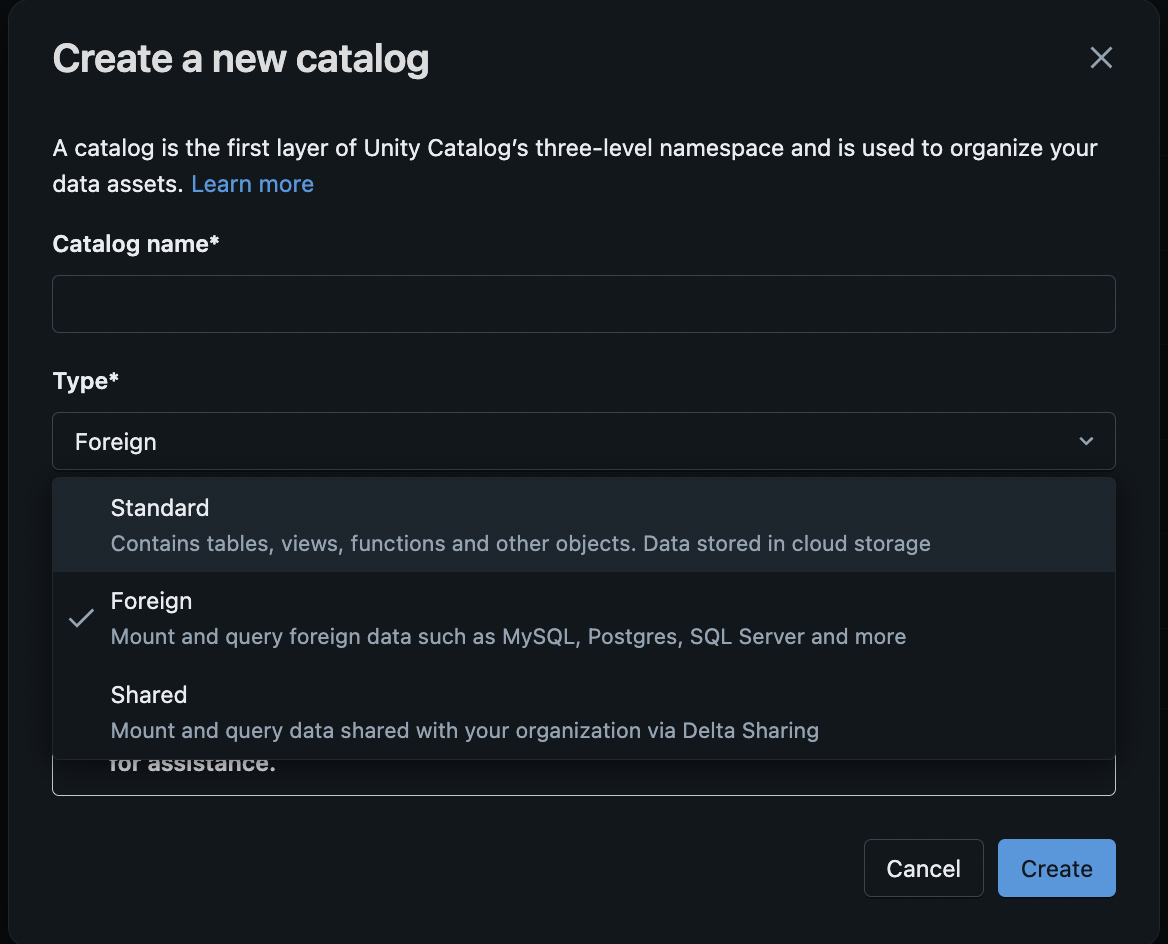 Create a new catalog
A catalog is the first layer of Unity Catalog’s three-level namespace and is used to organize your
data assets. Learn more
Catalog name*
Type*
Foreign
Standard
Contains tables, views, functions and other objects. Data stored in cloud storage
Foreign
Mount and query foreign data such as MySQL, Postgres, SQL Server and more
Shared
Mount and query data shared with your organization via Delta Sharing
for assistance.
Cancel
Create